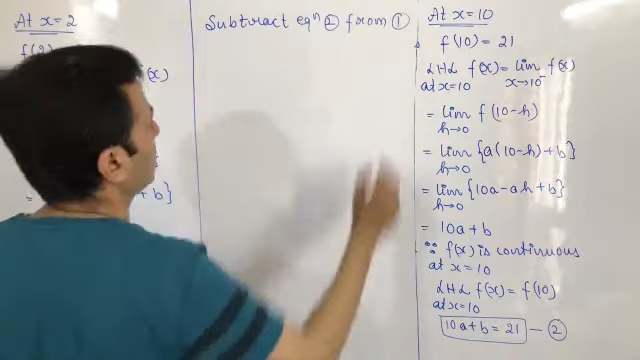 At x = 2
f(2)
(x)
+ b}
Subtract eqⁿ ② from ①
At x = 10
f(10) = 21
LHL f(x) = lim f(x)
at x=10 x→10⁻
= lim f(10-h)
h→0
= lim {a(10-h)+b}
h→0
= lim {10a-ah+b}
h→0
= 10a+b
∵ f(x) is continuous
at x = 10
LHL f(x) = f(10)
at x=10
10a+b = 21 — ②